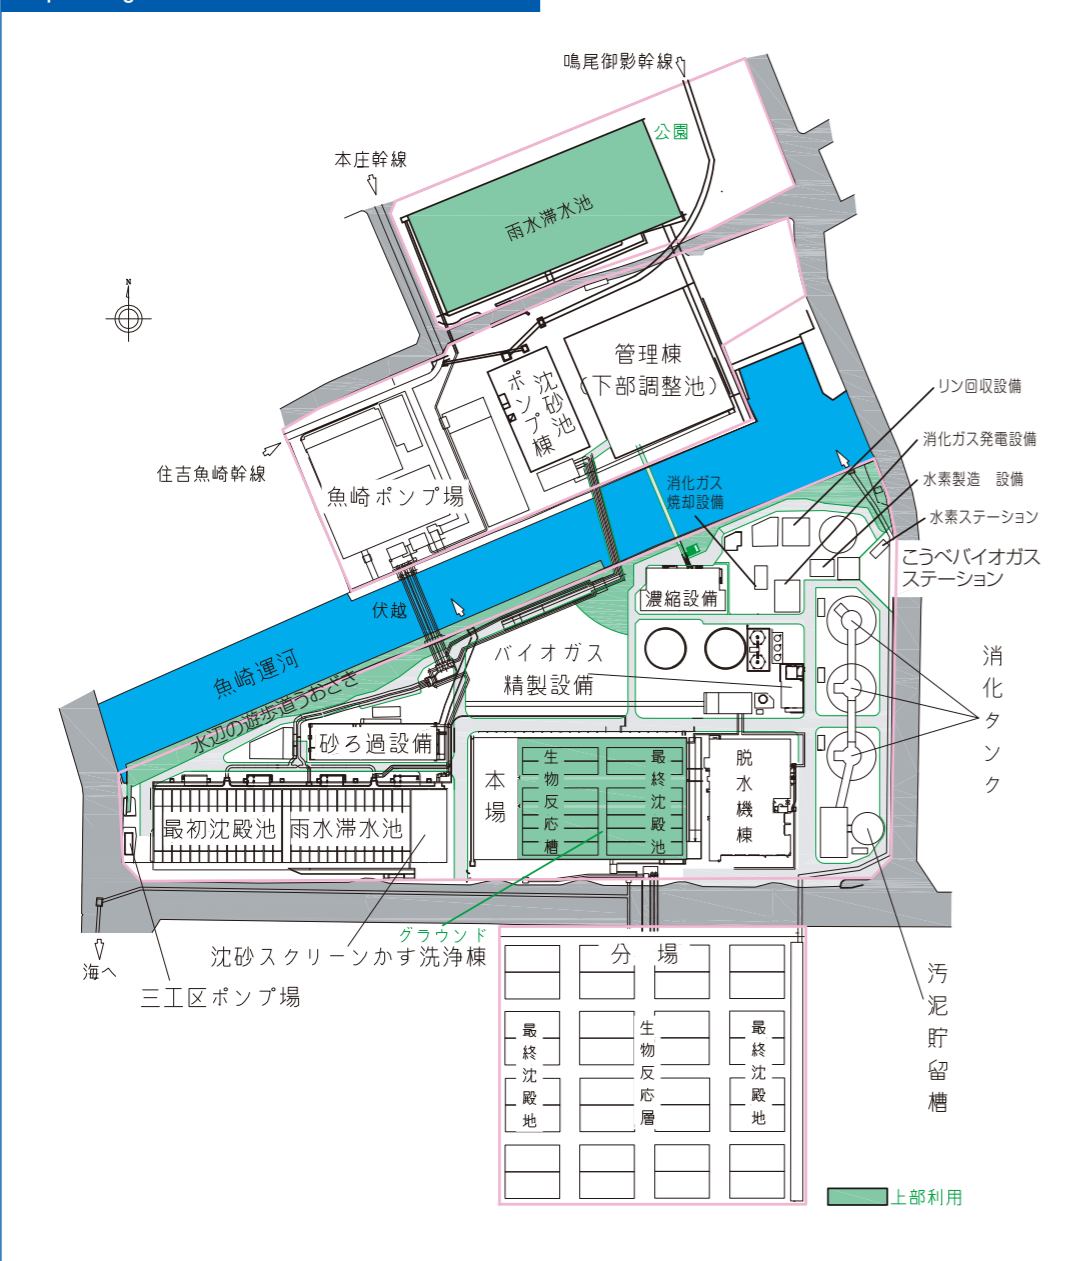 鳴尾御影幹線
公園
本庄幹線
雨水滞水池
N
管理棟
(下部調整池)
沈砂池
ポンプ棟
リン回収設備
消化ガス発電設備
住吉魚崎幹線
水素製造 設備
消化ガス
焼却設備
魚崎ポンプ場
水素ステーション
こうベバイオガス
ステーション
濃縮設備
伏越
バイオガス
精製設備
消化タンク
魚崎運河
水辺の遊歩道うおざき
砂ろ過設備
本場
生物反応槽
最終沈殿池
脱水機棟
最初沈殿池
雨水滞水池
グラウンド
沈砂スクリーンかす洗浄棟
分場
海へ
三工区ポンプ場
汚泥貯留槽
最終沈殿地
生物反応層
最終沈殿地
上部利用